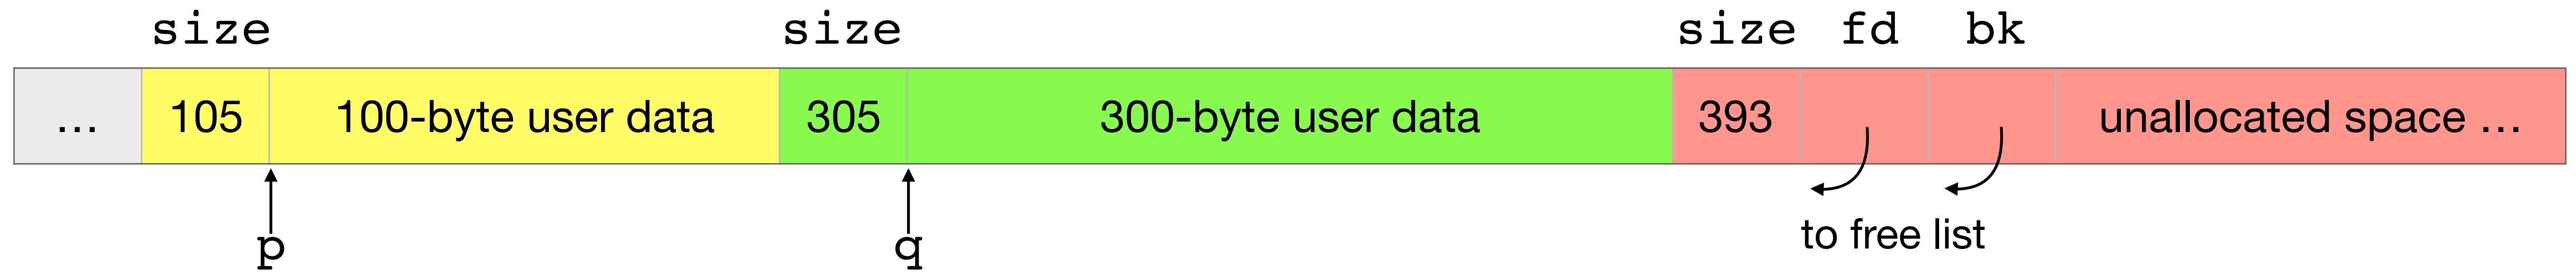 size size size fd bk
... 105 100-byte user data 305 300-byte user data 393 unallocated space ...
p q to free list